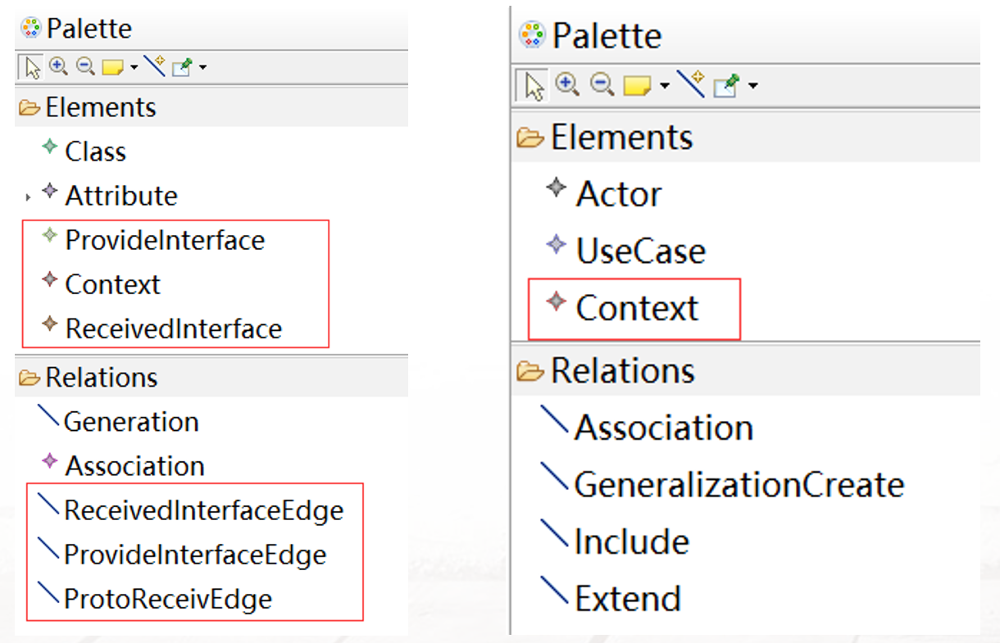 Palette
Elements
Class
Attribute
ProvideInterface
Context
ReceivedInterface
Relations
Generation
Association
ReceivedInterfaceEdge
ProvideInterfaceEdge
ProtoReceivEdge
Palette
Elements
Actor
UseCase
Context
Relations
Association
GeneralizationCreate
Include
Extend